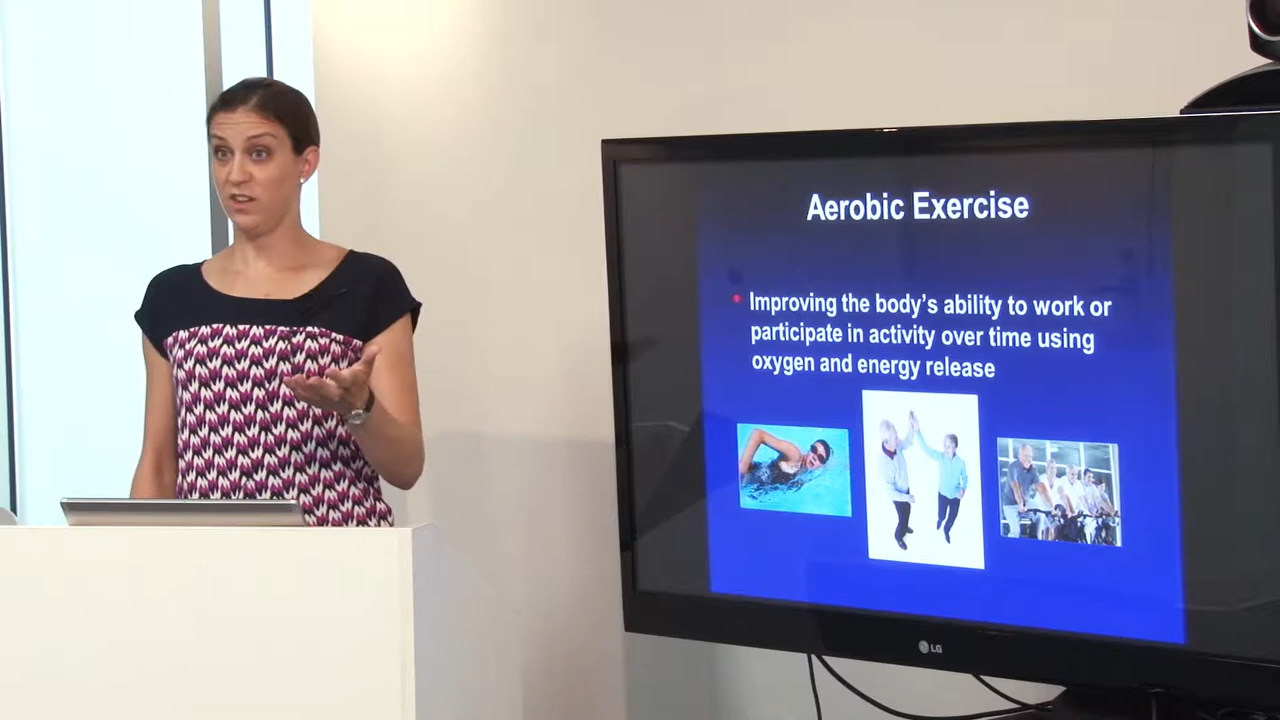 Aerobic Exercise
Improving the body's ability to work or
participate in activity over time using
oxygen and energy release
LG